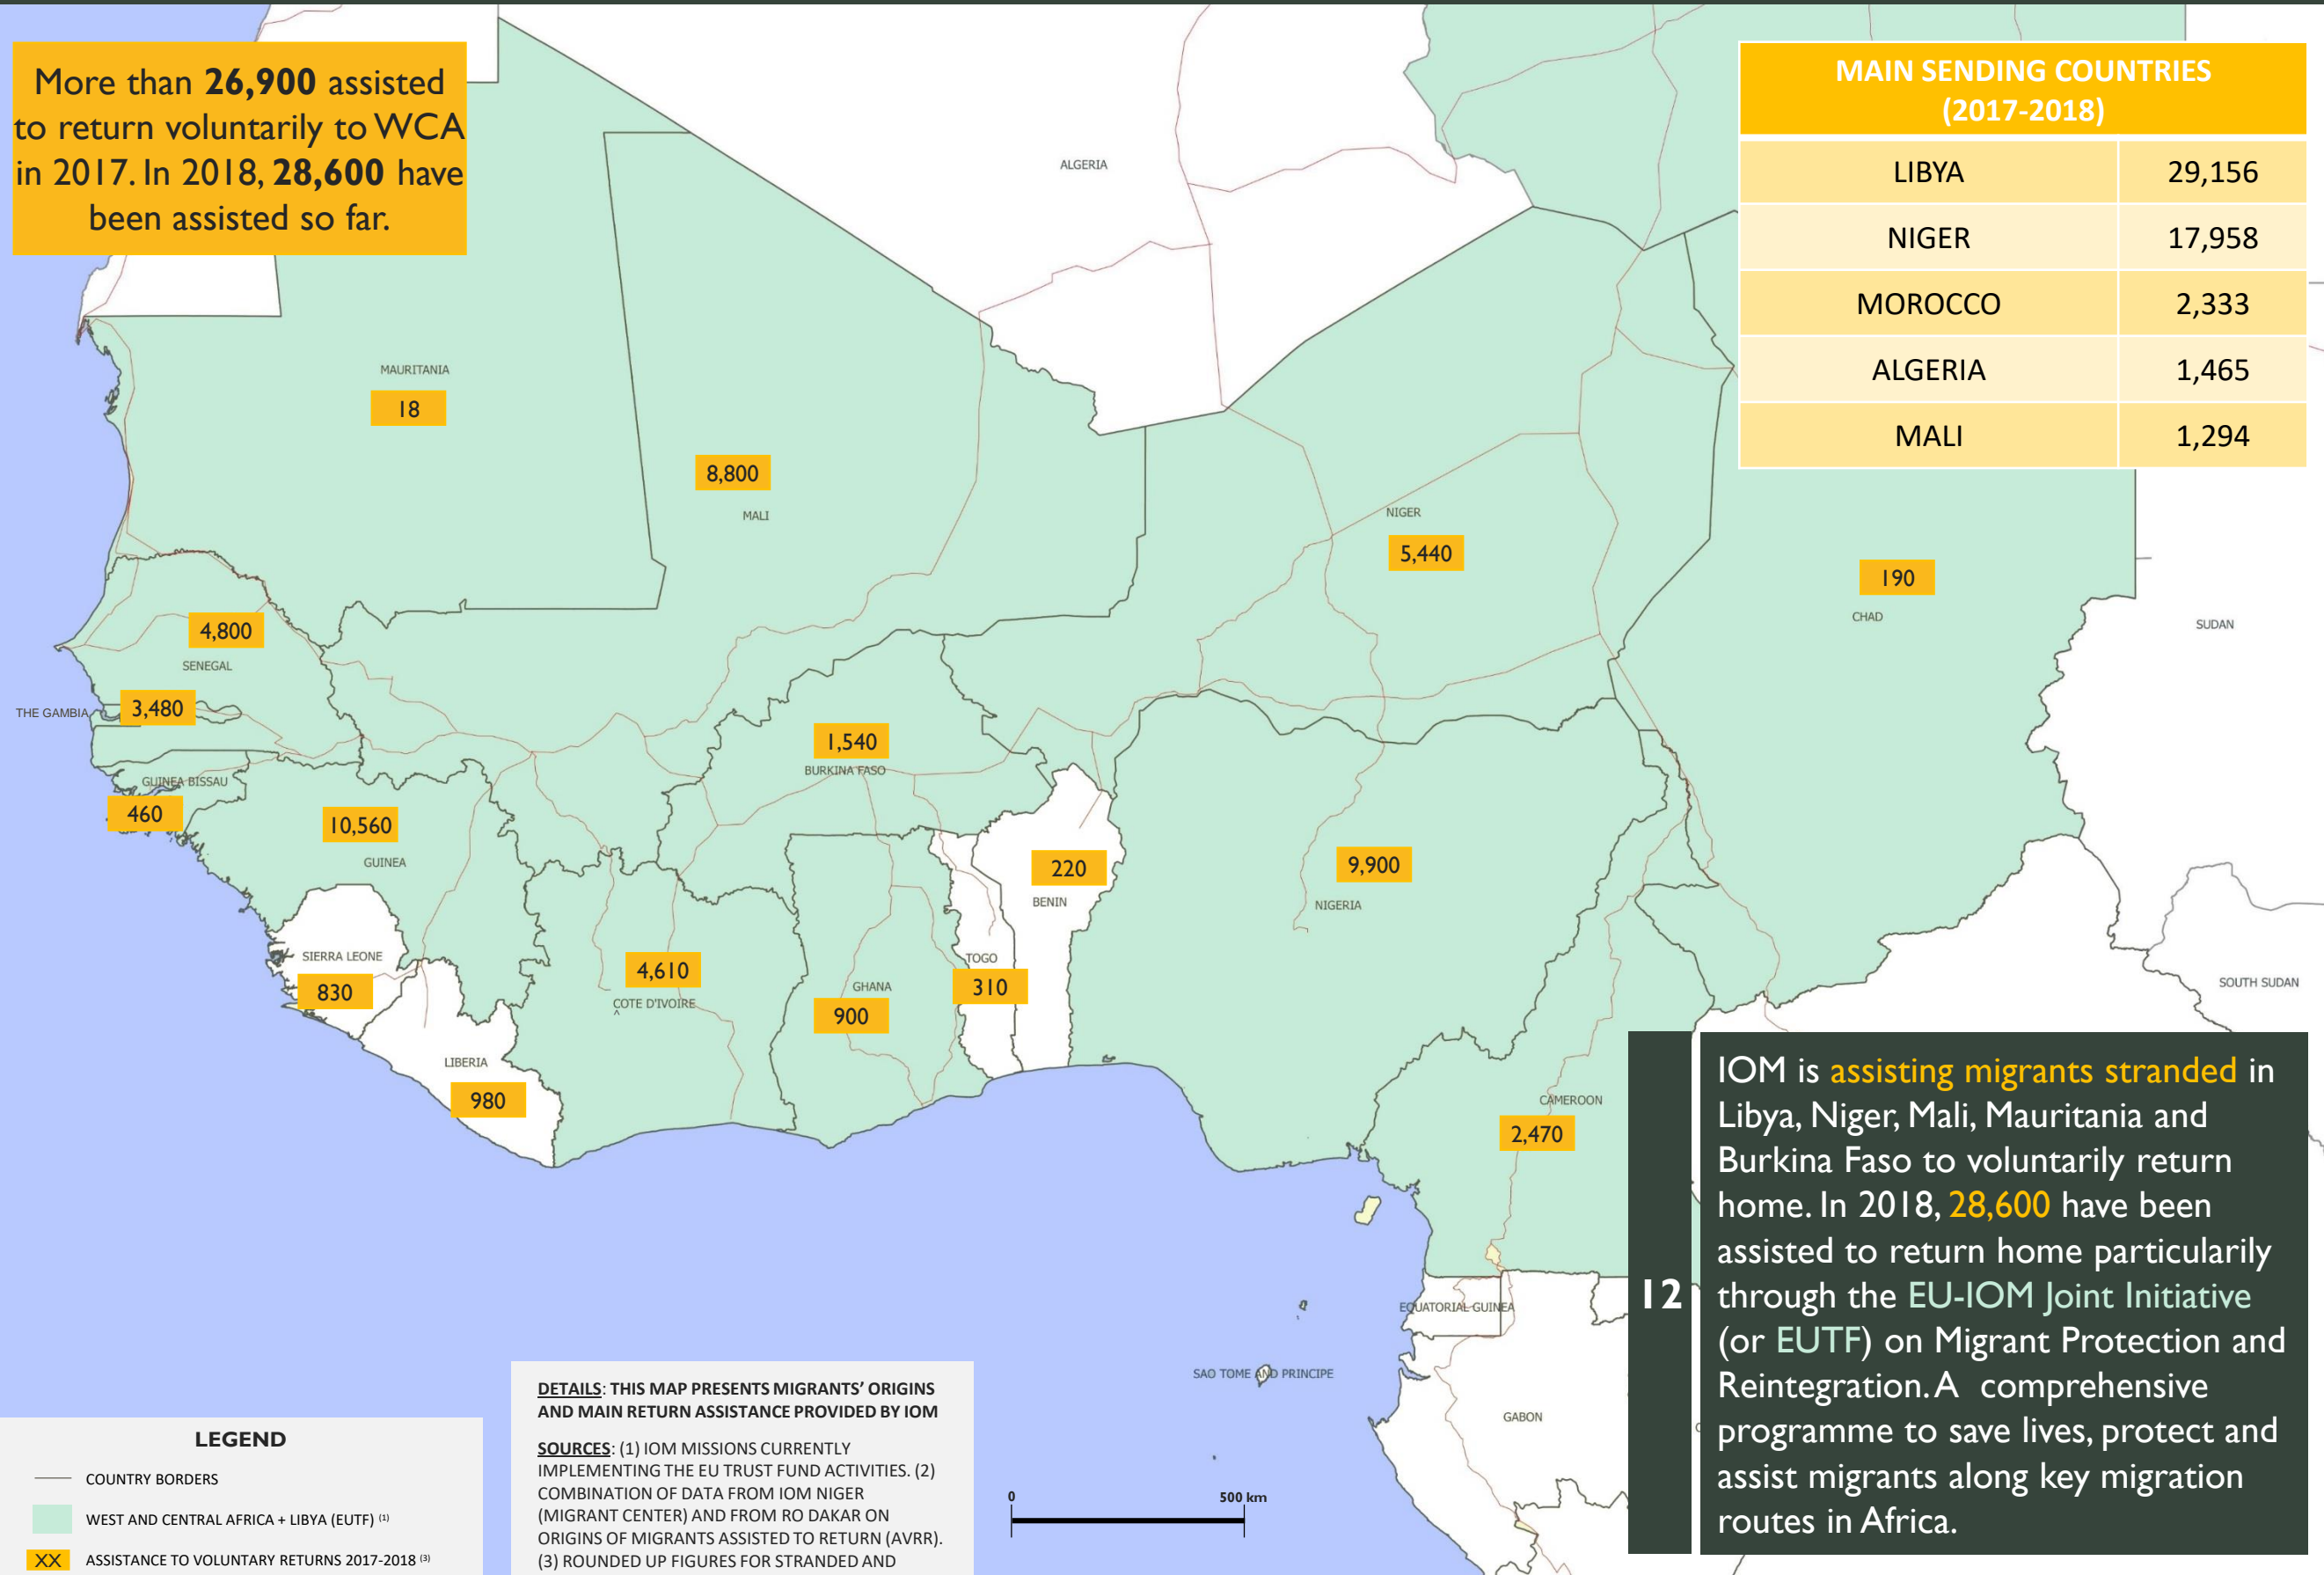 More than 26,900 assisted
to return voluntarily to WCA
in 2017. In 2018, 28,600 have
been assisted so far.
MAIN SENDING COUNTRIES
(2017-2018)
LIBYA 29,156
NIGER 17,958
MOROCCO 2,333
ALGERIA 1,465
MALI 1,294
ALGERIA
MAURITANIA
18
8,800
MALI
NIGER
5,440
190
CHAD
SUDAN
4,800
SENEGAL
THE GAMBIA
3,480
1,540
BURKINA FASO
GUINEA BISSAU
460
10,560
GUINEA
220
BENIN
9,900
NIGERIA
SIERRA LEONE
830
4,610
COTE D'IVOIRE
^
GHANA
900
TOGO
310
SOUTH SUDAN
LIBERIA
980
CAMEROON
2,470
EQUATORIAL GUINEA
SAO TOME AND PRINCIPE
GABON
12
IOM is assisting migrants stranded in
Libya, Niger, Mali, Mauritania and
Burkina Faso to voluntarily return
home. In 2018, 28,600 have been
assisted to return home particularily
through the EU-IOM Joint Initiative
(or EUTF) on Migrant Protection and
Reintegration. A comprehensive
programme to save lives, protect and
assist migrants along key migration
routes in Africa.
LEGEND
COUNTRY BORDERS
WEST AND CENTRAL AFRICA + LIBYA (EUTF) (1)
XX ASSISTANCE TO VOLUNTARY RETURNS 2017-2018 (3)
DETAILS: THIS MAP PRESENTS MIGRANTS' ORIGINS
AND MAIN RETURN ASSISTANCE PROVIDED BY IOM
SOURCES: (1) IOM MISSIONS CURRENTLY
IMPLEMENTING THE EU TRUST FUND ACTIVITIES. (2)
COMBINATION OF DATA FROM IOM NIGER
(MIGRANT CENTER) AND FROM RO DAKAR ON
ORIGINS OF MIGRANTS ASSISTED TO RETURN (AVRR).
(3) ROUNDED UP FIGURES FOR STRANDED AND
0 500 km